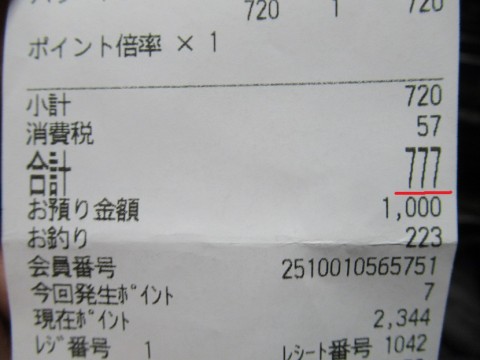 720 1 720
ポイント倍率 × 1
小計 720
消費税 57
合計 777
お預り金額 1,000
お釣り 223
会員番号 2510010565751
今回発生ﾎﾟｲﾝﾄ 7
現在ﾎﾟｲﾝﾄ 2,344
ﾚｼﾞ番号 1 ﾚｼｰﾄ番号 1042